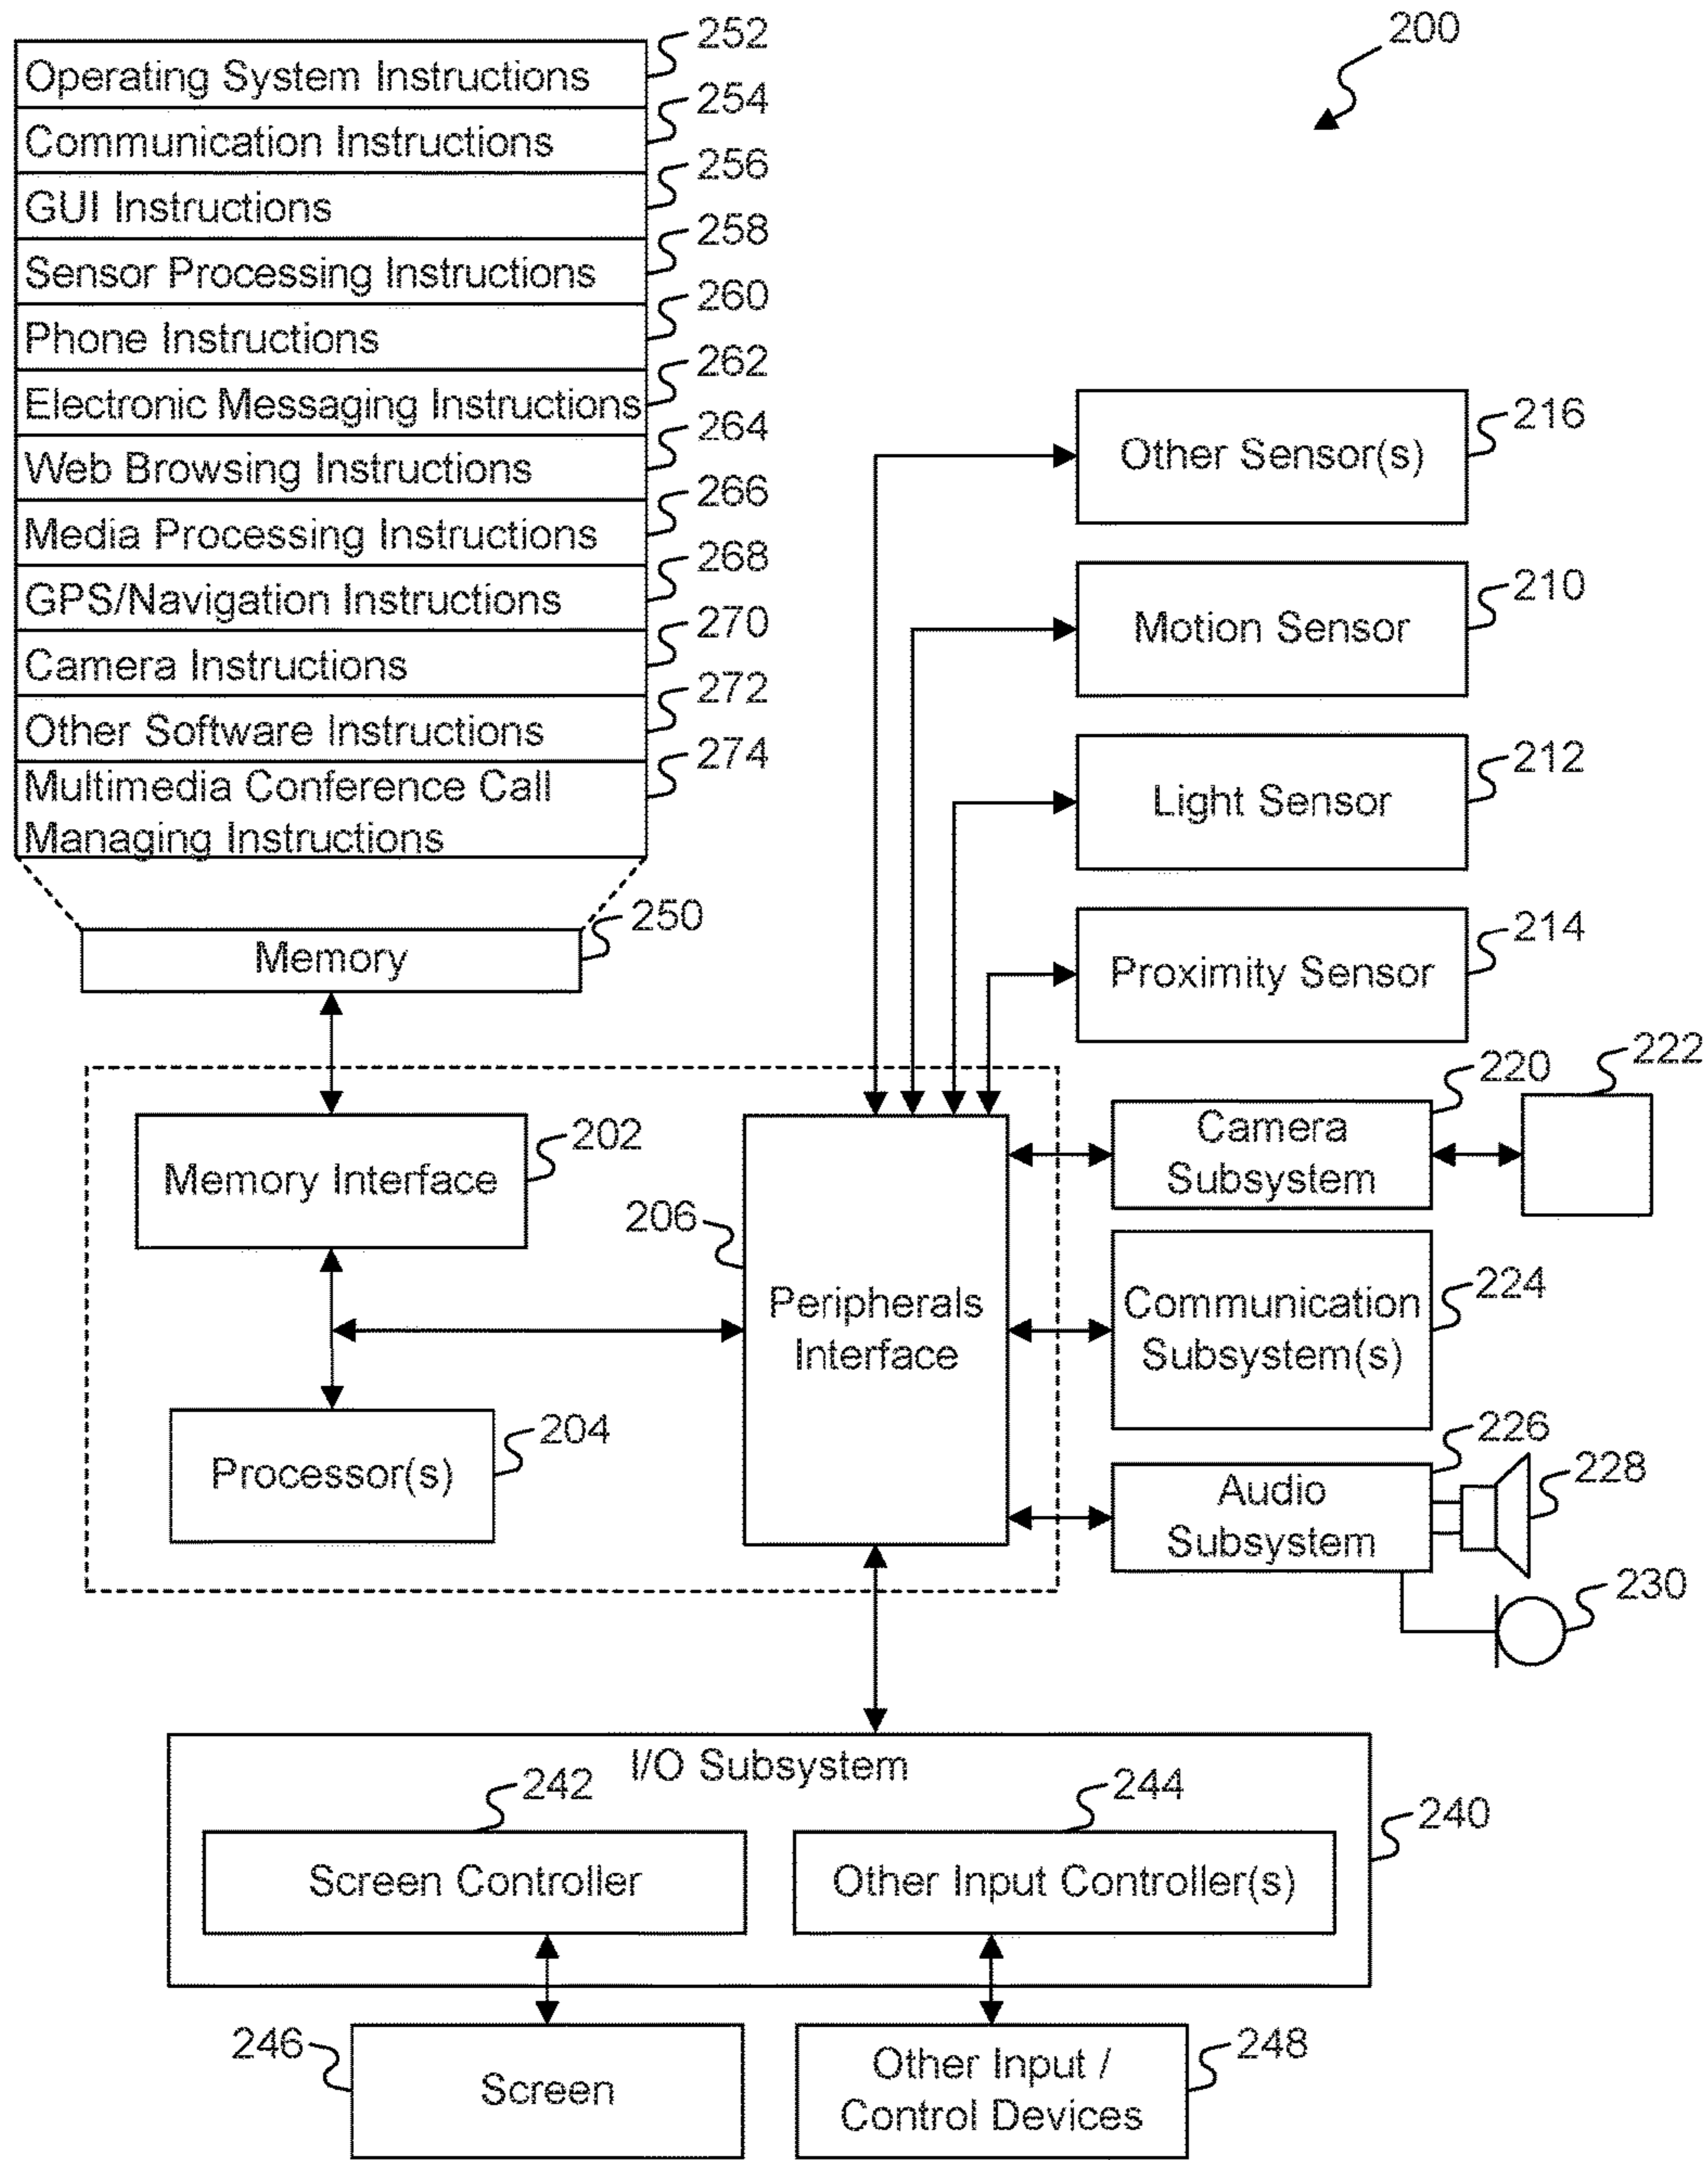 200
Operating System Instructions 252
Communication Instructions 254
GUI Instructions 256
Sensor Processing Instructions 258
Phone Instructions 260
Electronic Messaging Instructions 262
Web Browsing Instructions 264
Media Processing Instructions 266
GPS/Navigation Instructions 268
Camera Instructions 270
Other Software Instructions 272
Multimedia Conference Call 274
Managing Instructions
Memory 250
Other Sensor(s) 216
Motion Sensor 210
Light Sensor 212
Proximity Sensor 214
Memory Interface 202
Processor(s) 204
206
Peripherals
Interface
Camera 220
Subsystem
222
Communication 224
Subsystem(s)
Audio 226
Subsystem
228
230
I/O Subsystem
240
242
Screen Controller
244
Other Input Controller(s)
246
Screen
248
Other Input /
Control Devices